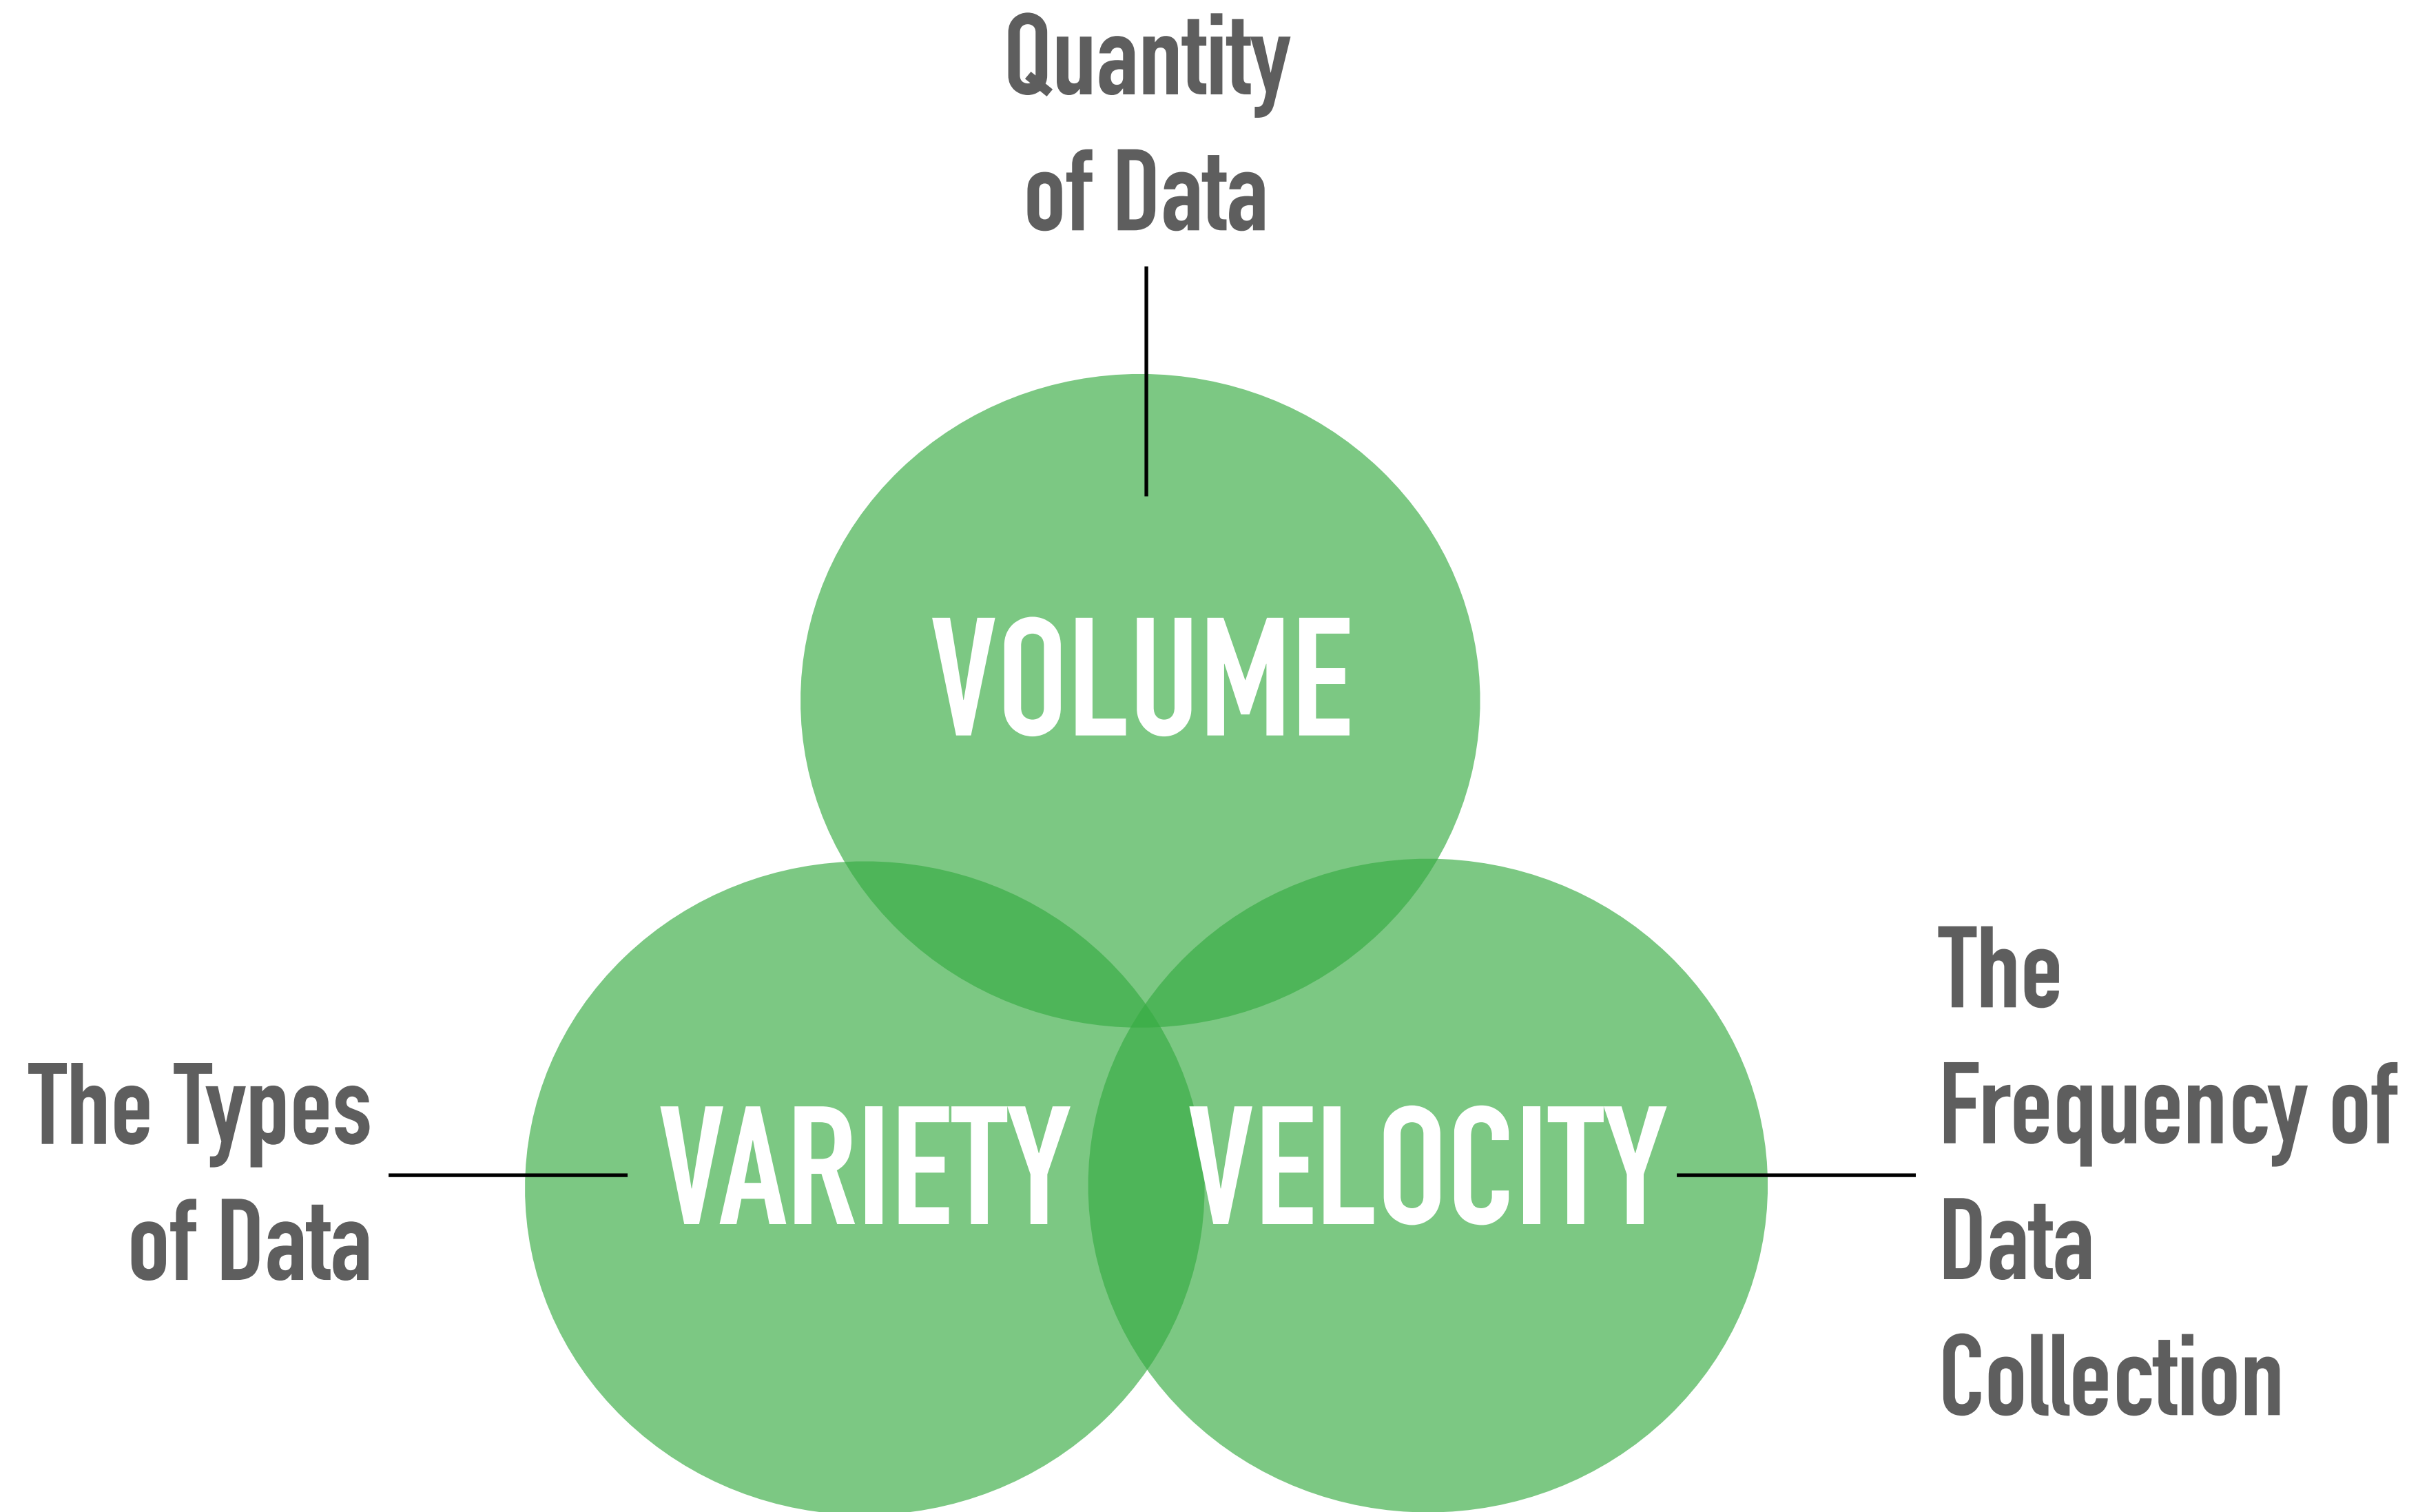 Quantity
of Data
VOLUME
The Types
of Data
VARIETY
VELOCITY
The
Frequency of
Data
Collection